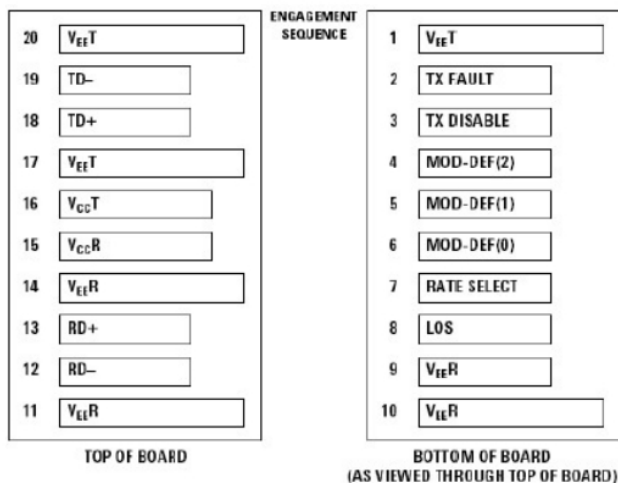 ENGAGEMENT
SEQUENCE
20 VEET
19 TD–
18 TD+
17 VEET
16 VCCT
15 VCCR
14 VEER
13 RD+
12 RD–
11 VEER
TOP OF BOARD
1 VEET
2 TX FAULT
3 TX DISABLE
4 MOD-DEF(2)
5 MOD-DEF(1)
6 MOD-DEF(0)
7 RATE SELECT
8 LOS
9 VEER
10 VEER
BOTTOM OF BOARD
(AS VIEWED THROUGH TOP OF BOARD)